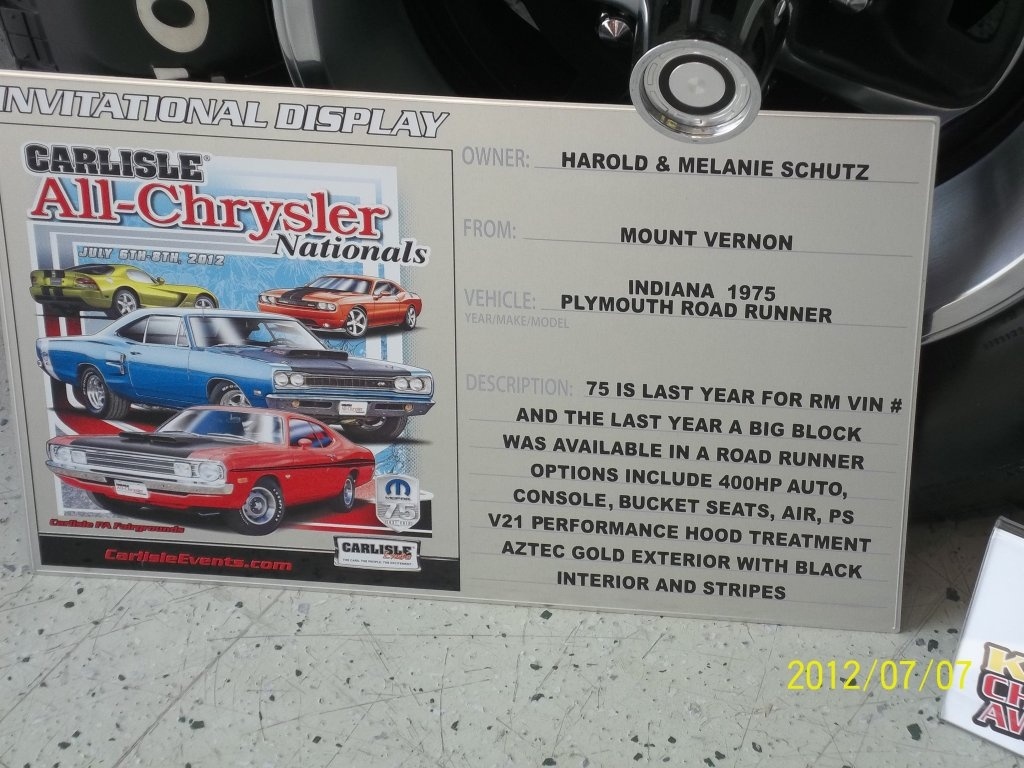 INVITATIONAL DISPLAY
CARLISLE
All-Chrysler
Nationals
JULY 6TH-8TH, 2012
MOPAR
75
Carlisle PA Fairgrounds
CarlisleEvents.com
CARLISLE
Events
OWNER: HAROLD & MELANIE SCHUTZ
FROM: MOUNT VERNON
INDIANA 1975
VEHICLE: PLYMOUTH ROAD RUNNER
YEAR/MAKE/MODEL
DESCRIPTION: 75 IS LAST YEAR FOR RM VIN #
AND THE LAST YEAR A BIG BLOCK
WAS AVAILABLE IN A ROAD RUNNER
OPTIONS INCLUDE 400HP AUTO,
CONSOLE, BUCKET SEATS, AIR, PS
V21 PERFORMANCE HOOD TREATMENT
AZTEC GOLD EXTERIOR WITH BLACK
INTERIOR AND STRIPES
2012/07/07